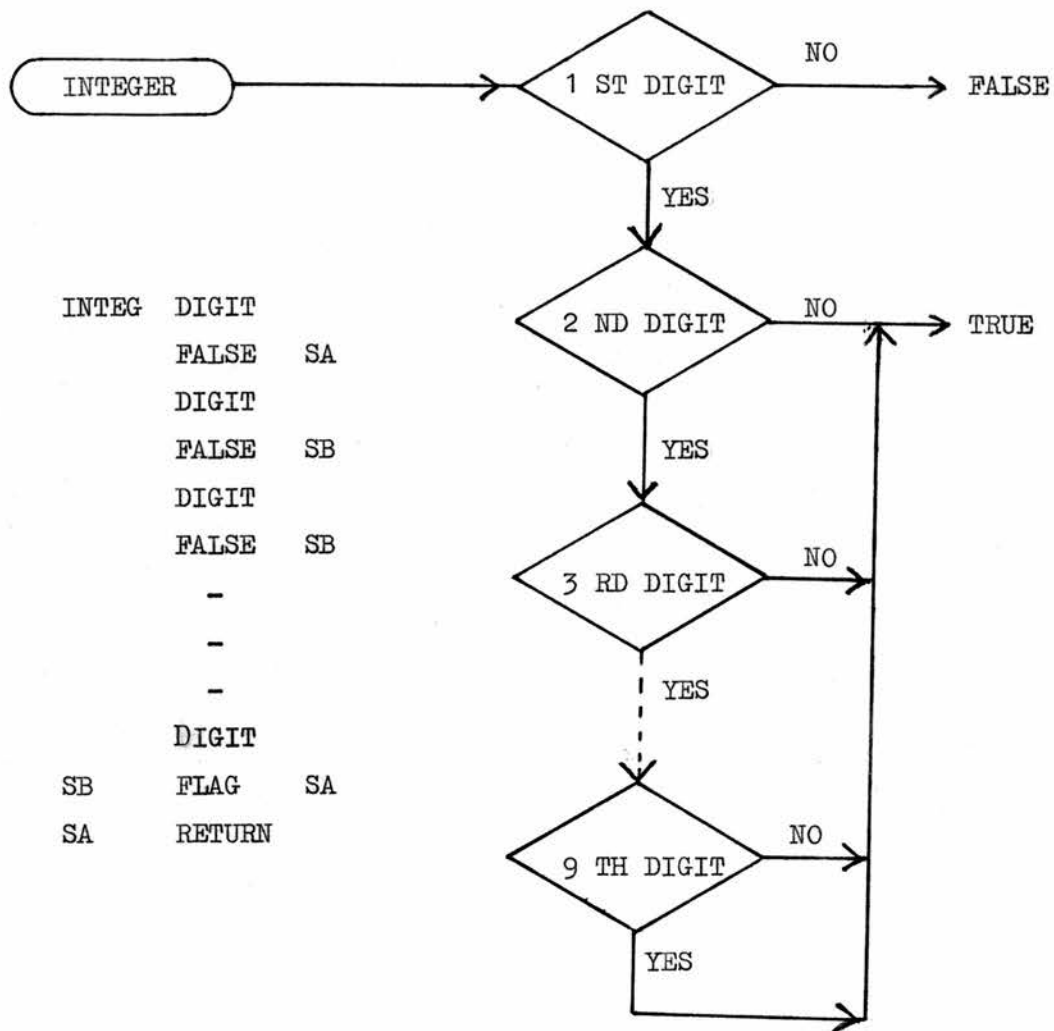 INTEGER
1 ST DIGIT
NO
FALSE
YES
2 ND DIGIT
NO
TRUE
YES
3 RD DIGIT
NO
YES
9 TH DIGIT
NO
YES
INTEG DIGIT
FALSE SA
DIGIT
FALSE SB
DIGIT
FALSE SB
-
-
-
DIGIT
SB FLAG SA
SA RETURN